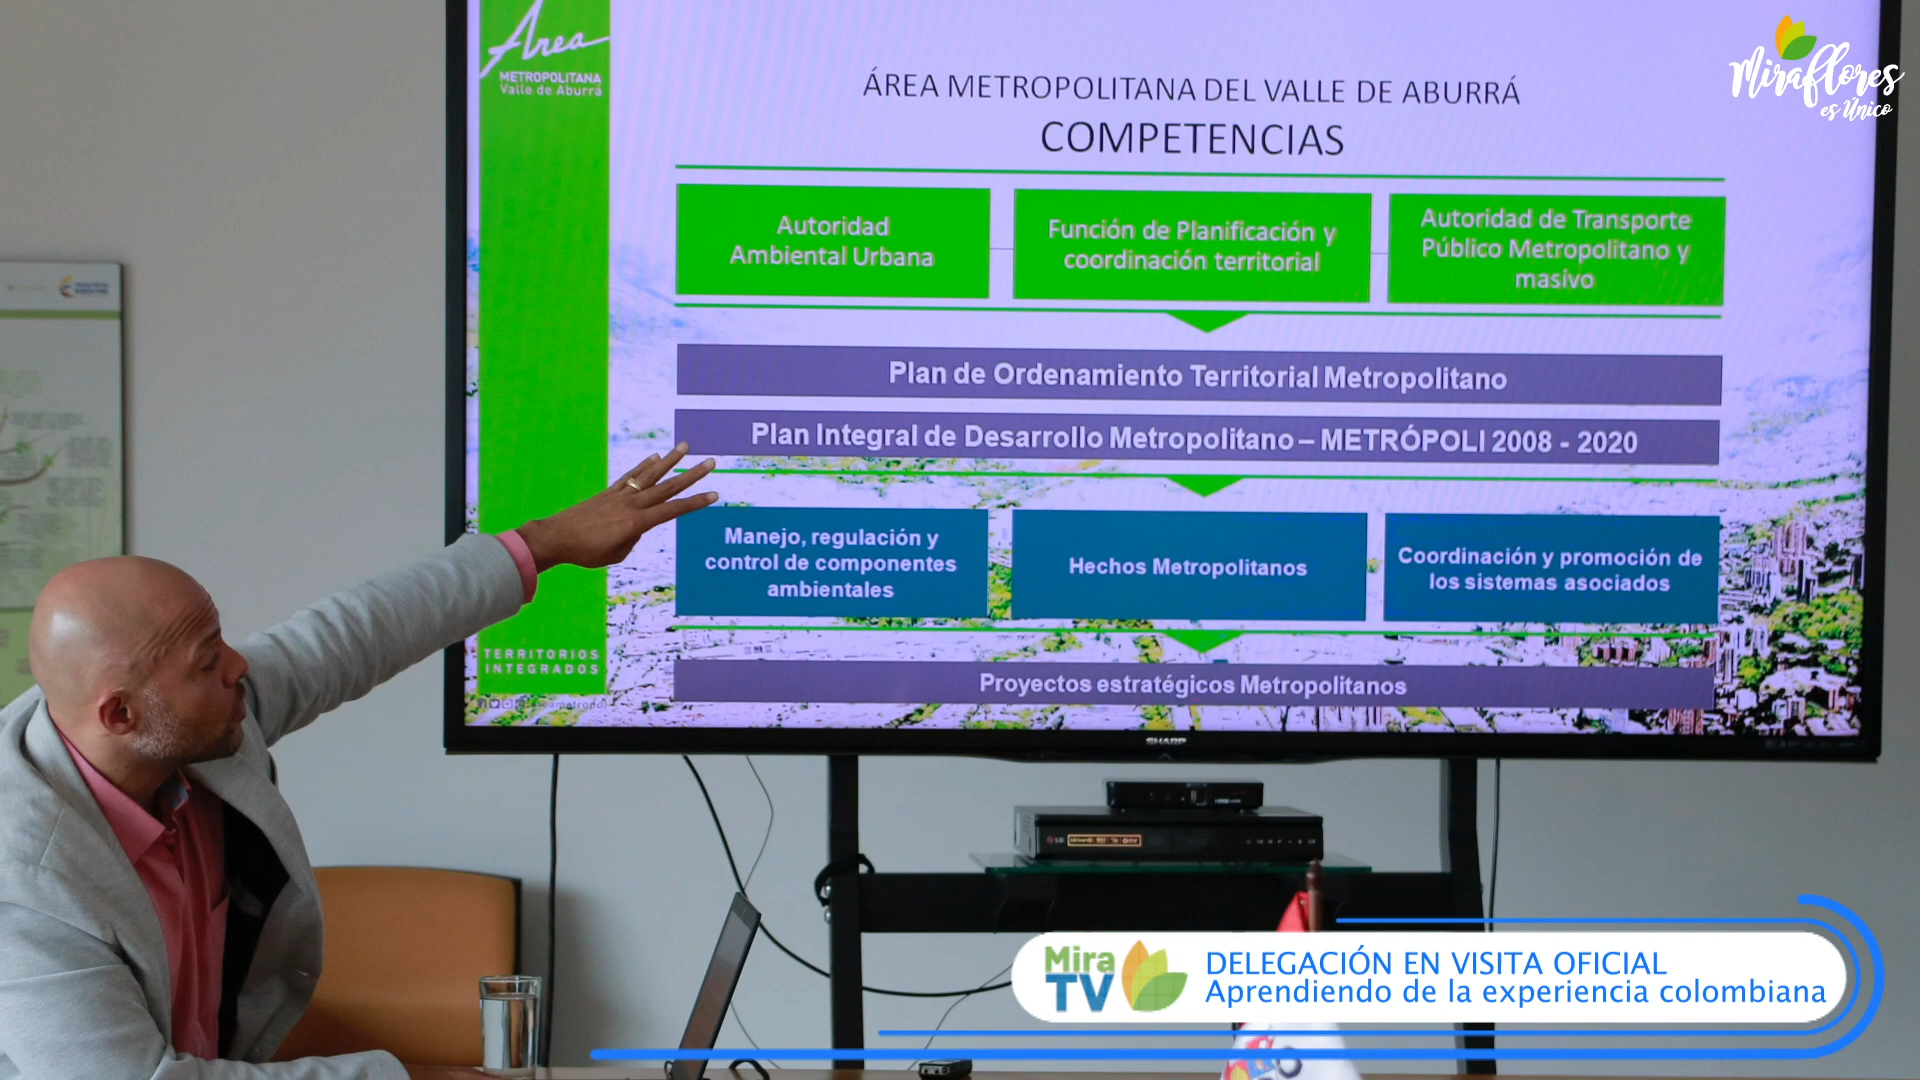 Área
METROPOLITANA
Valle de Aburrá
ÁREA METROPOLITANA DEL VALLE DE ABURRÁ
COMPETENCIAS
Autoridad
Ambiental Urbana
Función de Planificación y
coordinación territorial
Autoridad de Transporte
Público Metropolitano y
masivo
Plan de Ordenamiento Territorial Metropolitano
Plan Integral de Desarrollo Metropolitano – METRÓPOLI 2008 - 2020
Manejo, regulación y
control de componentes
ambientales
Hechos Metropolitanos
Coordinación y promoción de
los sistemas asociados
Proyectos estratégicos Metropolitanos
TERRITORIOS
INTEGRADOS
SHARP
LG
Miraflores
es Único
Mira
TV
DELEGACIÓN EN VISITA OFICIAL
Aprendiendo de la experiencia colombiana